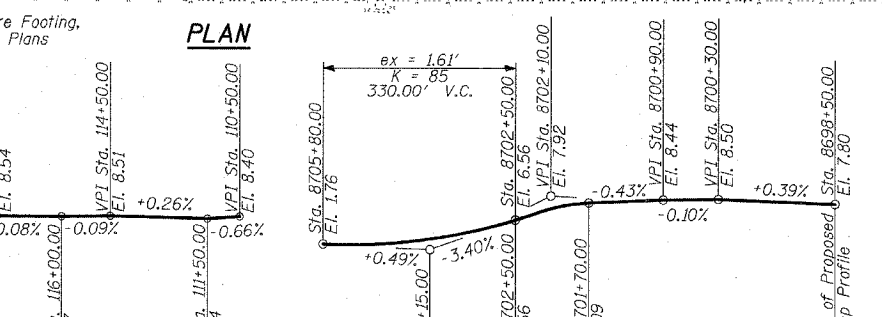 re Footing,
Plans
PLAN
ex = 1.61'
K = 85
330.00' V.C.
El. 8.54
VPI Sta. 114+50.00
El. 8.51
VPI Sta. 110+50.00
El. 8.40
Sta. 8705+80.00
El. 1.76
Sta. 8702+50.00
El. 6.56
VPI Sta. 8702+10.00
El. 7.92
VPI Sta. 8700+90.00
El. 8.44
VPI Sta. 8700+30.00
El. 8.50
Sta. 8698+50.00
El. 7.80
0.08%
-0.09%
+0.26%
-0.66%
+0.49%
-3.40%
-0.43%
-0.10%
+0.39%
116+00.00
a. 111+50.00
+15.00
702+50.00
701+70.00
09
of Proposed
p Profile